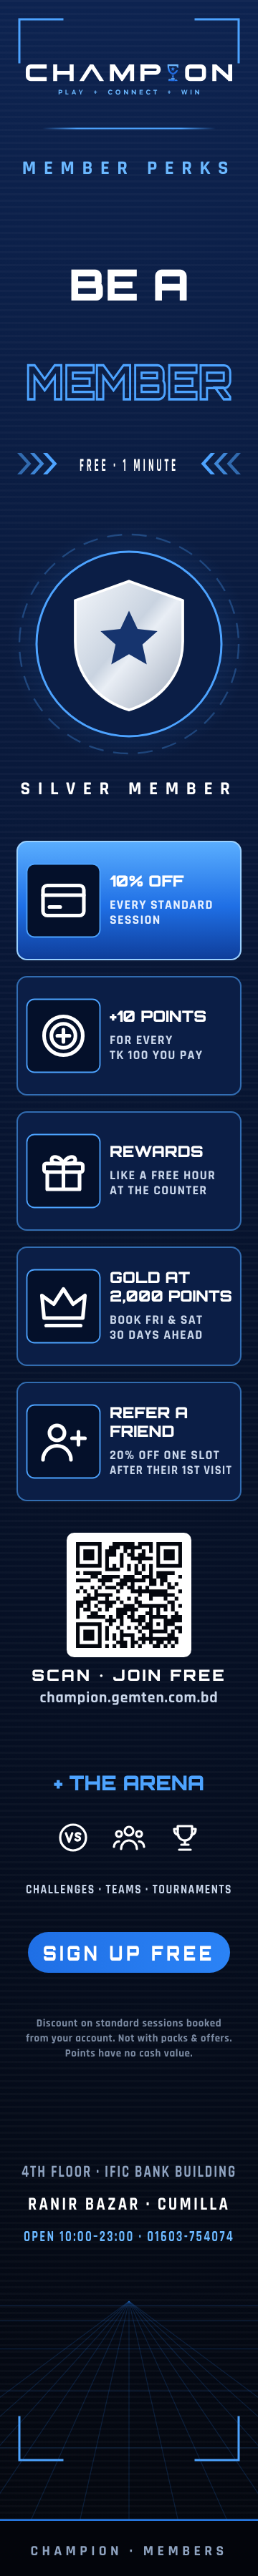 CHAMPION
PLAY + CONNECT + WIN
MEMBER PERKS
BE A
MEMBER
FREE · 1 MINUTE
SILVER MEMBER
10% OFF
EVERY STANDARD
SESSION
+10 POINTS
FOR EVERY
TK 100 YOU PAY
REWARDS
LIKE A FREE HOUR
AT THE COUNTER
GOLD AT
2,000 POINTS
BOOK FRI & SAT
30 DAYS AHEAD
REFER A
FRIEND
20% OFF ONE SLOT
AFTER THEIR 1ST VISIT
SCAN · JOIN FREE
champion.gemten.com.bd
+ THE ARENA
VS
CHALLENGES · TEAMS · TOURNAMENTS
SIGN UP FREE
Discount on standard sessions booked
from your account. Not with packs & offers.
Points have no cash value.
4TH FLOOR · IFIC BANK BUILDING
RANIR BAZAR · CUMILLA
OPEN 10:00–23:00 · 01603-754074
CHAMPION · MEMBERS